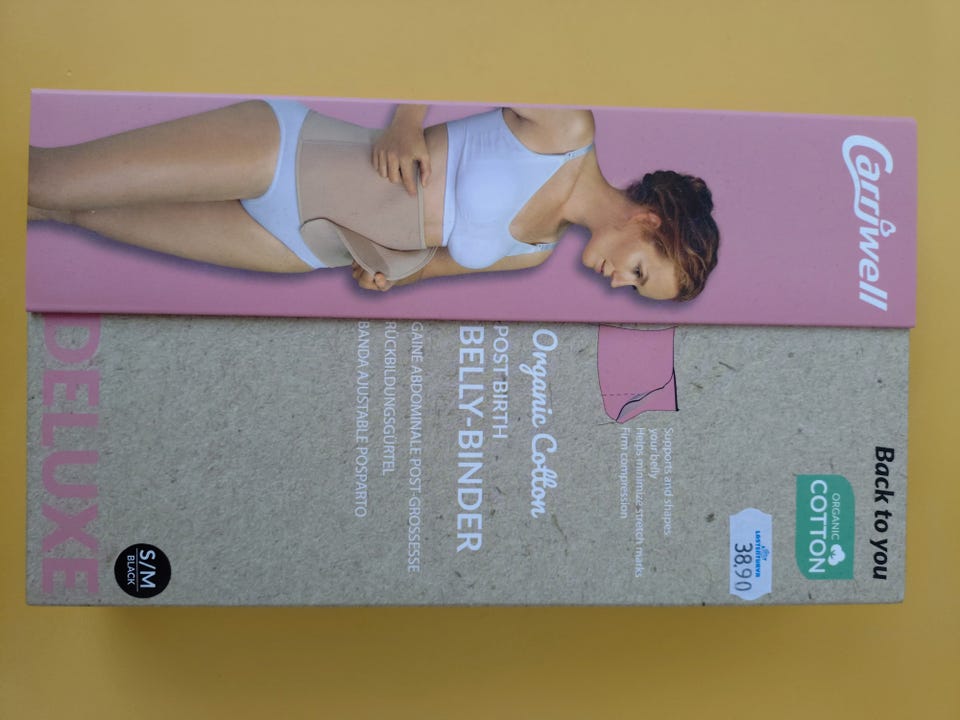 Carriwell
Back to you
ORGANIC
COTTON
LASTENTURVA
38.90
Supports and shapes
your belly
Helps minimize stretch marks
Firm compression
Organic Cotton
POST BIRTH
BELLY-BINDER
GAINE ABDOMINALE POST-GROSSESSE
RÜCKBILDUNGSGÜRTEL
BANDA AJUSTABLE POSPARTO
S/M
BLACK
DELUXE